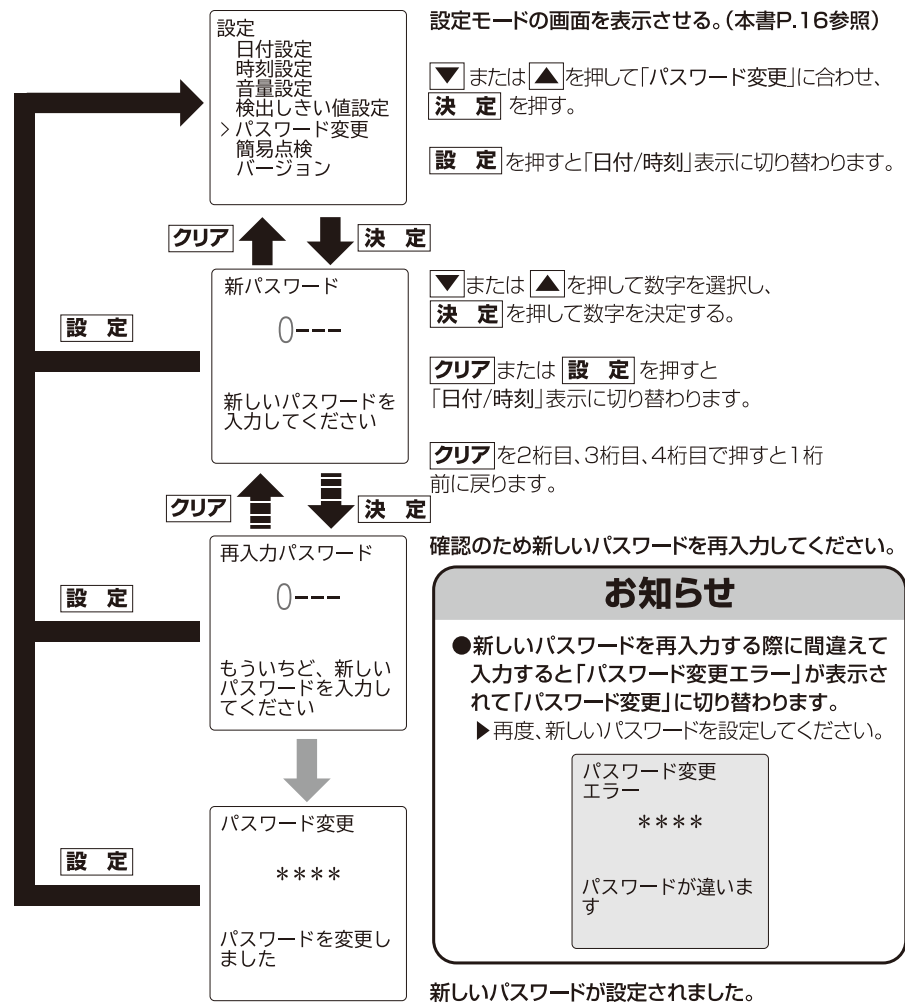 設定
日付設定
時刻設定
音量設定
検出しきい値設定
>パスワード変更
簡易点検
バージョン
設定モードの画面を表示させる。(本書P.16参照)
▼または▲を押して「パスワード変更」に合わせ、
決 定 を押す。
設 定 を押すと「日付/時刻」表示に切り替わります。
クリア
決 定
新パスワード
0---
新しいパスワードを
入力してください
設 定
▼または▲を押して数字を選択し、
決 定 を押して数字を決定する。
クリア または 設 定 を押すと
「日付/時刻」表示に切り替わります。
クリア を2桁目、3桁目、4桁目で押すと1桁
前に戻ります。
クリア
決 定
再入力パスワード
0---
もういちど、新しい
パスワードを入力し
てください
設 定
確認のため新しいパスワードを再入力してください。
お知らせ
●新しいパスワードを再入力する際に間違えて
入力すると「パスワード変更エラー」が表示さ
れて「パスワード変更」に切り替わります。
▶再度、新しいパスワードを設定してください。
パスワード変更
エラー
****
パスワードが違いま
す
パスワード変更
****
パスワードを変更し
ました
設 定
新しいパスワードが設定されました。